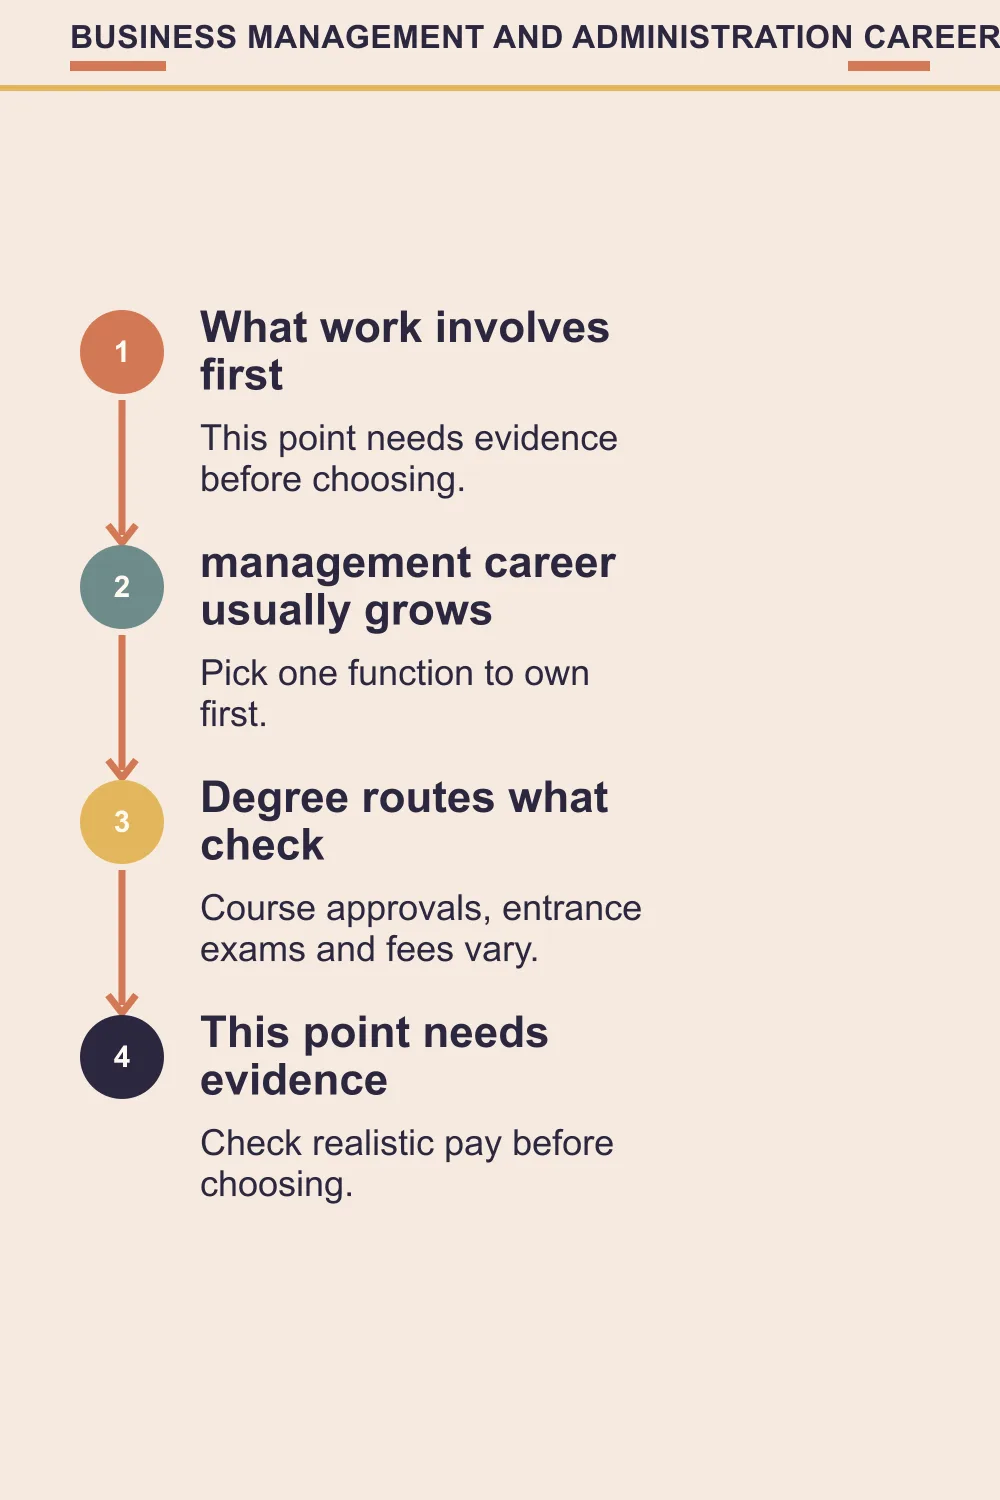 BUSINESS MANAGEMENT AND ADMINISTRATION CAREER
1
What work involves
first
This point needs evidence
before choosing.
2
management career
usually grows
Pick one function to own
first.
3
Degree routes what
check
Course approvals, entrance
exams and fees vary.
4
This point needs
evidence
Check realistic pay before
choosing.